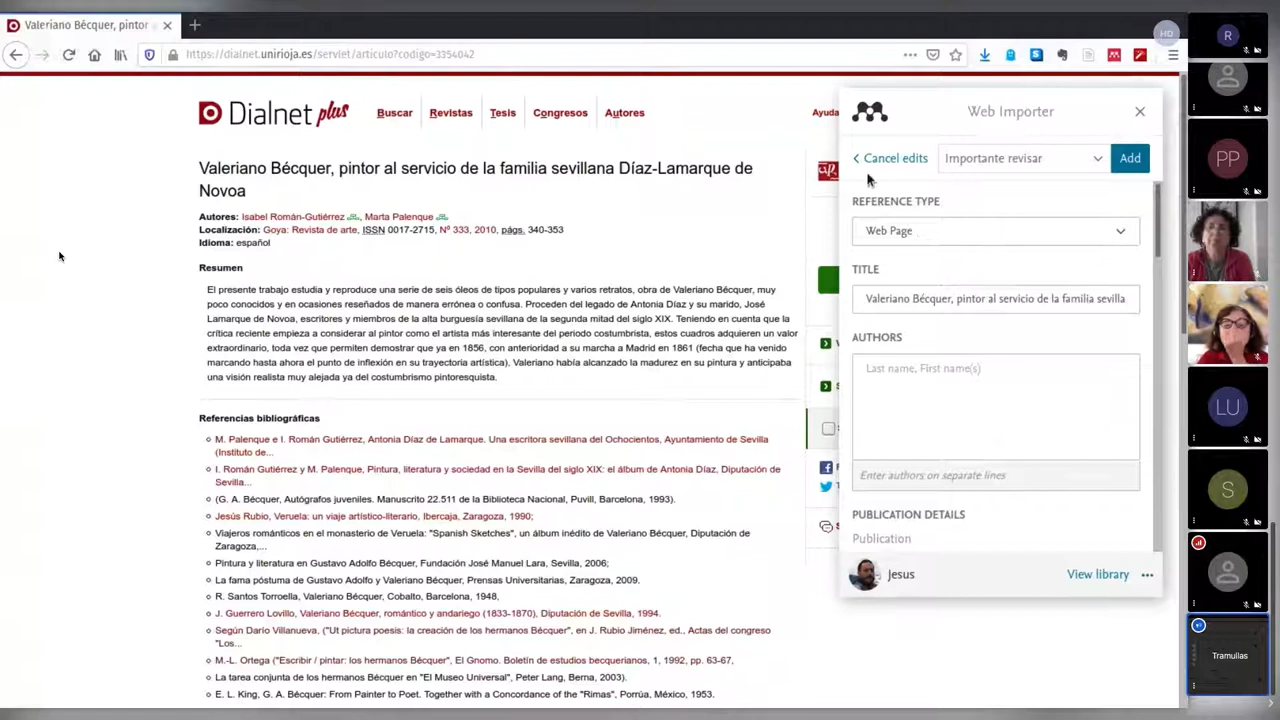 Valeriano Bécquer, pintor
https://dialnet.unirioja.es/servlet/articulo?codigo=3354042
HD
Dialnet plus
Buscar
Revistas
Tesis
Congresos
Autores
Ayuda
Valeriano Bécquer, pintor al servicio de la familia sevillana Díaz-Lamarque de
Novoa
Autores: Isabel Román-Gutiérrez, Marta Palenque
Localización: Goya: Revista de arte, ISSN 0017-2715, Nº 333, 2010, págs. 340-353
Idioma: español
Resumen
El presente trabajo estudia y reproduce una serie de seis óleos de tipos populares y varios retratos, obra de Valeriano Bécquer, muy
poco conocidos y en ocasiones reseñados de manera errónea o confusa. Proceden del legado de Antonia Díaz y su marido, José
Lamarque de Novoa, escritores y miembros de la alta burguesía sevillana de la segunda mitad del siglo XIX. Teniendo en cuenta que la
crítica reciente empieza a considerar al pintor como el artista más interesante del periodo costumbrista, estos cuadros adquieren un valor
extraordinario, toda vez que permiten demostrar que ya en 1856, con anterioridad a su marcha a Madrid en 1861 (fecha que ha venido
marcando hasta ahora el punto de inflexión en su trayectoria artística), Valeriano había alcanzado la madurez en su pintura y anticipaba
una visión realista muy alejada ya del costumbrismo pintoresquista.
Referencias bibliográficas
M. Palenque e I. Román Gutiérrez, Antonia Díaz de Lamarque. Una escritora sevillana del Ochocientos, Ayuntamiento de Sevilla
(Instituto de...
I. Román Gutiérrez y M. Palenque, Pintura, literatura y sociedad en la Sevilla del siglo XIX: el álbum de Antonia Díaz, Diputación de
Sevilla...
(G. A. Bécquer, Autógrafos juveniles. Manuscrito 22.511 de la Biblioteca Nacional, Puvill, Barcelona, 1993).
Jesús Rubio, Veruela: un viaje artístico-literario, Ibercaja, Zaragoza, 1990;
Viajeros románticos en el monasterio de Veruela: "Spanish Sketches", un álbum inédito de Valeriano Bécquer, Diputación de
Zaragoza,...
Pintura y literatura en Gustavo Adolfo Bécquer, Fundación José Manuel Lara, Sevilla, 2006;
La fama póstuma de Gustavo Adolfo y Valeriano Bécquer, Prensas Universitarias, Zaragoza, 2009.
R. Santos Torroella, Valeriano Bécquer, Cobalto, Barcelona, 1948,
J. Guerrero Lovillo, Valeriano Bécquer, romántico y andariego (1833-1870), Diputación de Sevilla, 1994.
Según Darío Villanueva, ("Ut pictura poesis: la creación de los hermanos Bécquer", en J. Rubio Jiménez, ed., Actas del congreso
"Los...
M.-L. Ortega ("Escribir / pintar: los hermanos Bécquer", El Gnomo. Boletín de estudios becquerianos, 1, 1992, pp. 63-67,
La tarea conjunta de los hermanos Bécquer en "El Museo Universal", Peter Lang, Berna, 2003).
E. L. King, G. A. Bécquer: From Painter to Poet. Together with a Concordance of the "Rimas", Porrúa, México, 1953.
Web Importer
Cancel edits
Importante revisar
Add
REFERENCE TYPE
Web Page
TITLE
Valeriano Bécquer, pintor al servicio de la familia sevilla
AUTHORS
Last name, First name(s)
Enter authors on separate lines
PUBLICATION DETAILS
Publication
Jesus
View library
R
PP
LU
S
Tramullas